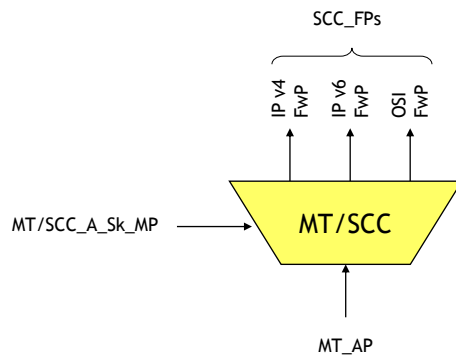 SCC_FPs
IP v4
FwP
IP v6
FwP
OSI
FwP
MT/SCC_A_Sk_MP
MT/SCC
MT_AP